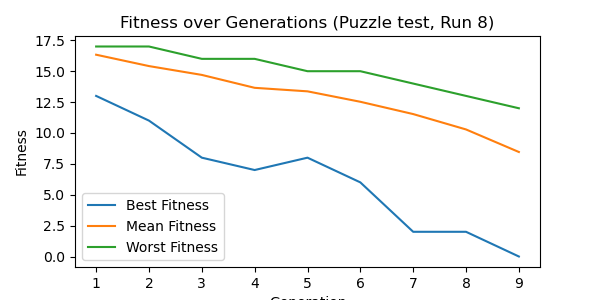 Fitness over Generations (Puzzle test, Run 8)
17.5
15.0
12.5
10.0
7.5
5.0
2.5
0.0
Fitness
Best Fitness
Mean Fitness
Worst Fitness
1 2 3 4 5 6 7 8 9
Generation